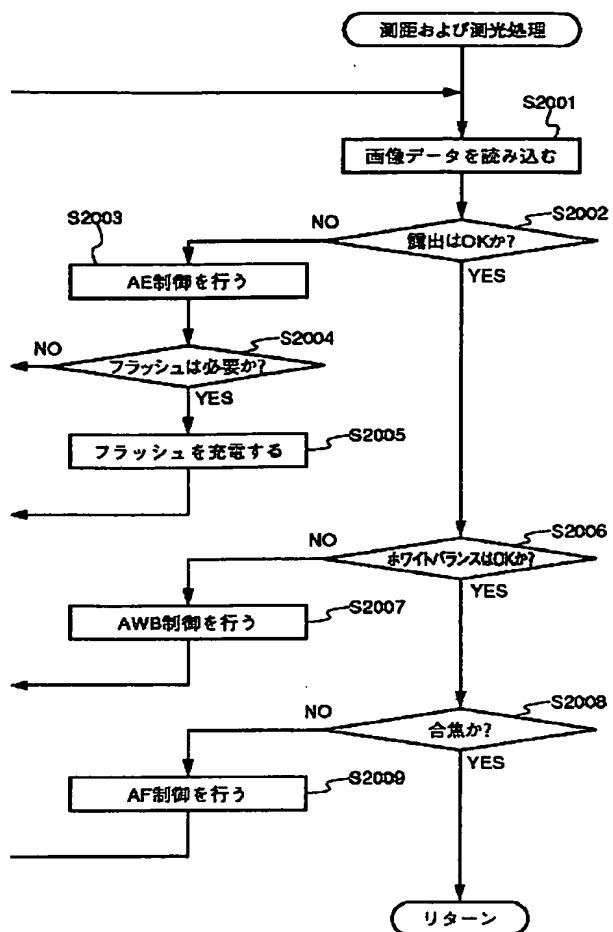 測距および測光処理
S2001
画像データを読み込む
S2002
露出はOKか?
NO
YES
S2003
AE制御を行う
S2004
フラッシュは必要か?
NO
YES
フラッシュを充電する
S2005
S2006
ホワイトバランスはOKか?
NO
YES
AWB制御を行う
S2007
S2008
合焦か?
NO
YES
AF制御を行う
S2009
リターン